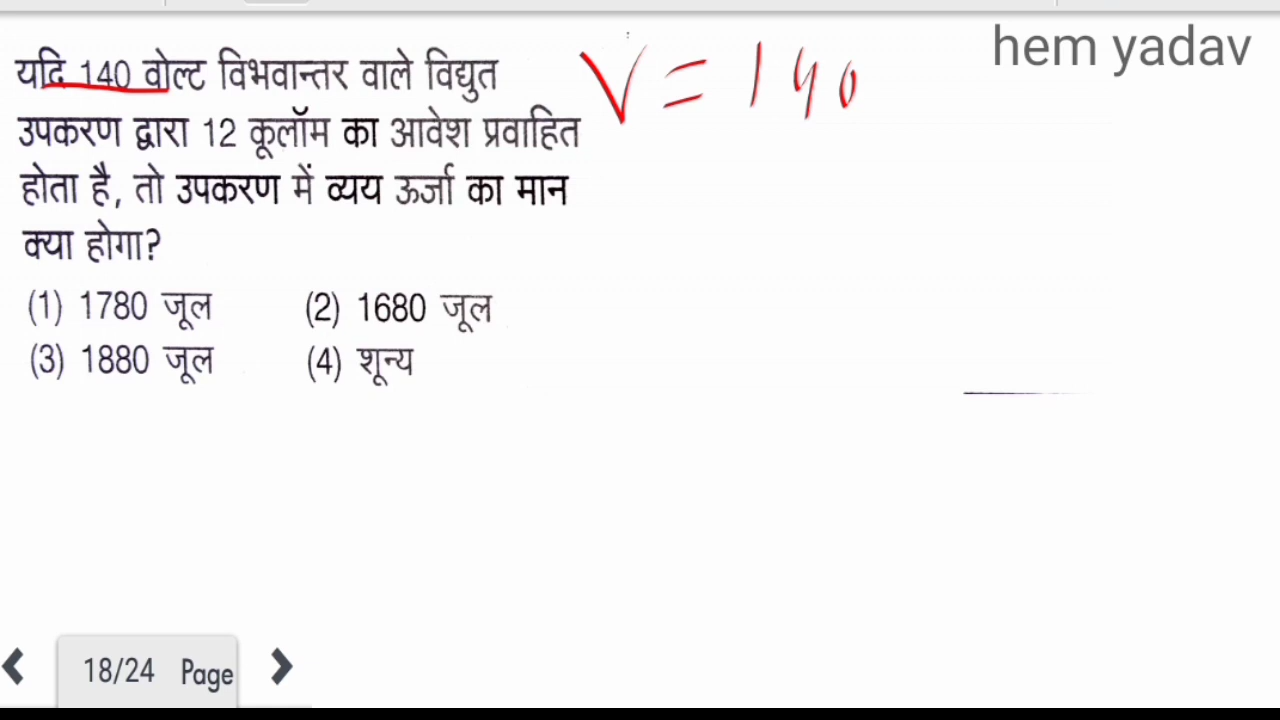 hem yadav
यदि 140 वोल्ट विभवान्तर वाले विद्युत
V = 140
उपकरण द्वारा 12 कूलॉम का आवेश प्रवाहित
होता है, तो उपकरण में व्यय ऊर्जा का मान
क्या होगा?
(1) 1780 जूल (2) 1680 जूल
(3) 1880 जूल (4) शून्य
18/24 Page